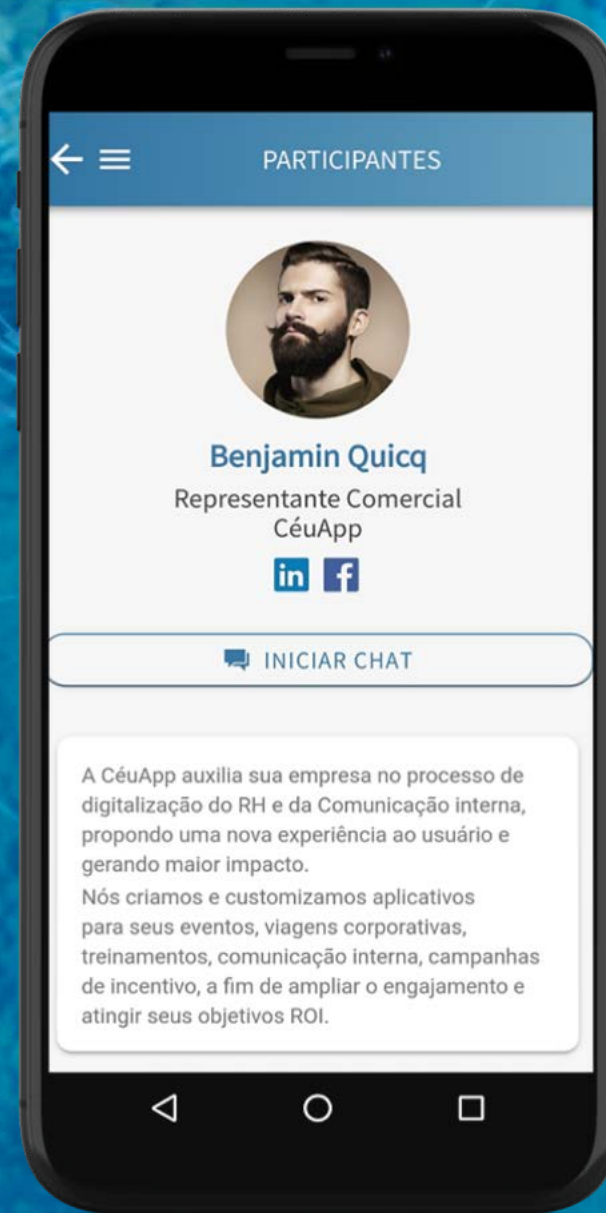 PARTICIPANTES
Benjamin Quicq
Representante Comercial
CéuApp
in f
INICIAR CHAT
A CéuApp auxilia sua empresa no processo de
digitalização do RH e da Comunicação interna,
propondo uma nova experiência ao usuário e
gerando maior impacto.
Nós criamos e customizamos aplicativos
para seus eventos, viagens corporativas,
treinamentos, comunicação interna, campanhas
de incentivo, a fim de ampliar o engajamento e
atingir seus objetivos ROI.